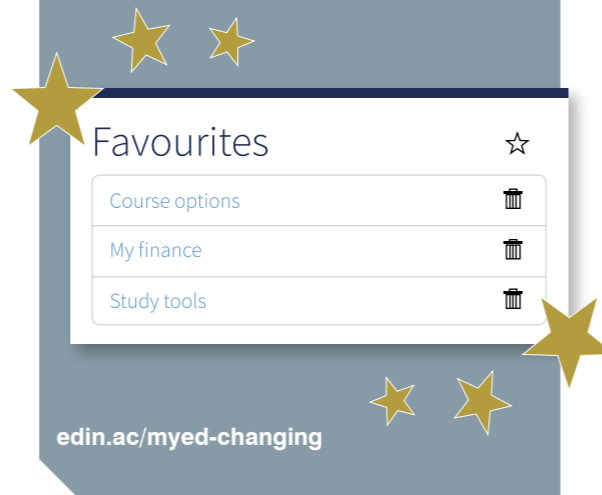 Favourites
Course options
My finance
Study tools
edin.ac/myed-changing